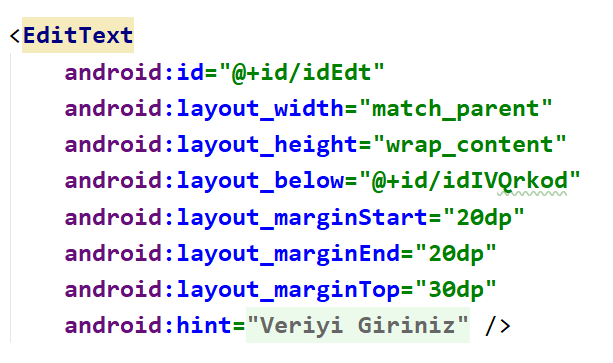 <EditText
android:id="@+id/idEdt"
android:layout_width="match_parent"
android:layout_height="wrap_content"
android:layout_below="@+id/idIVQrkod"
android:layout_marginStart="20dp"
android:layout_marginEnd="20dp"
android:layout_marginTop="30dp"
android:hint="Veriyi Giriniz" />